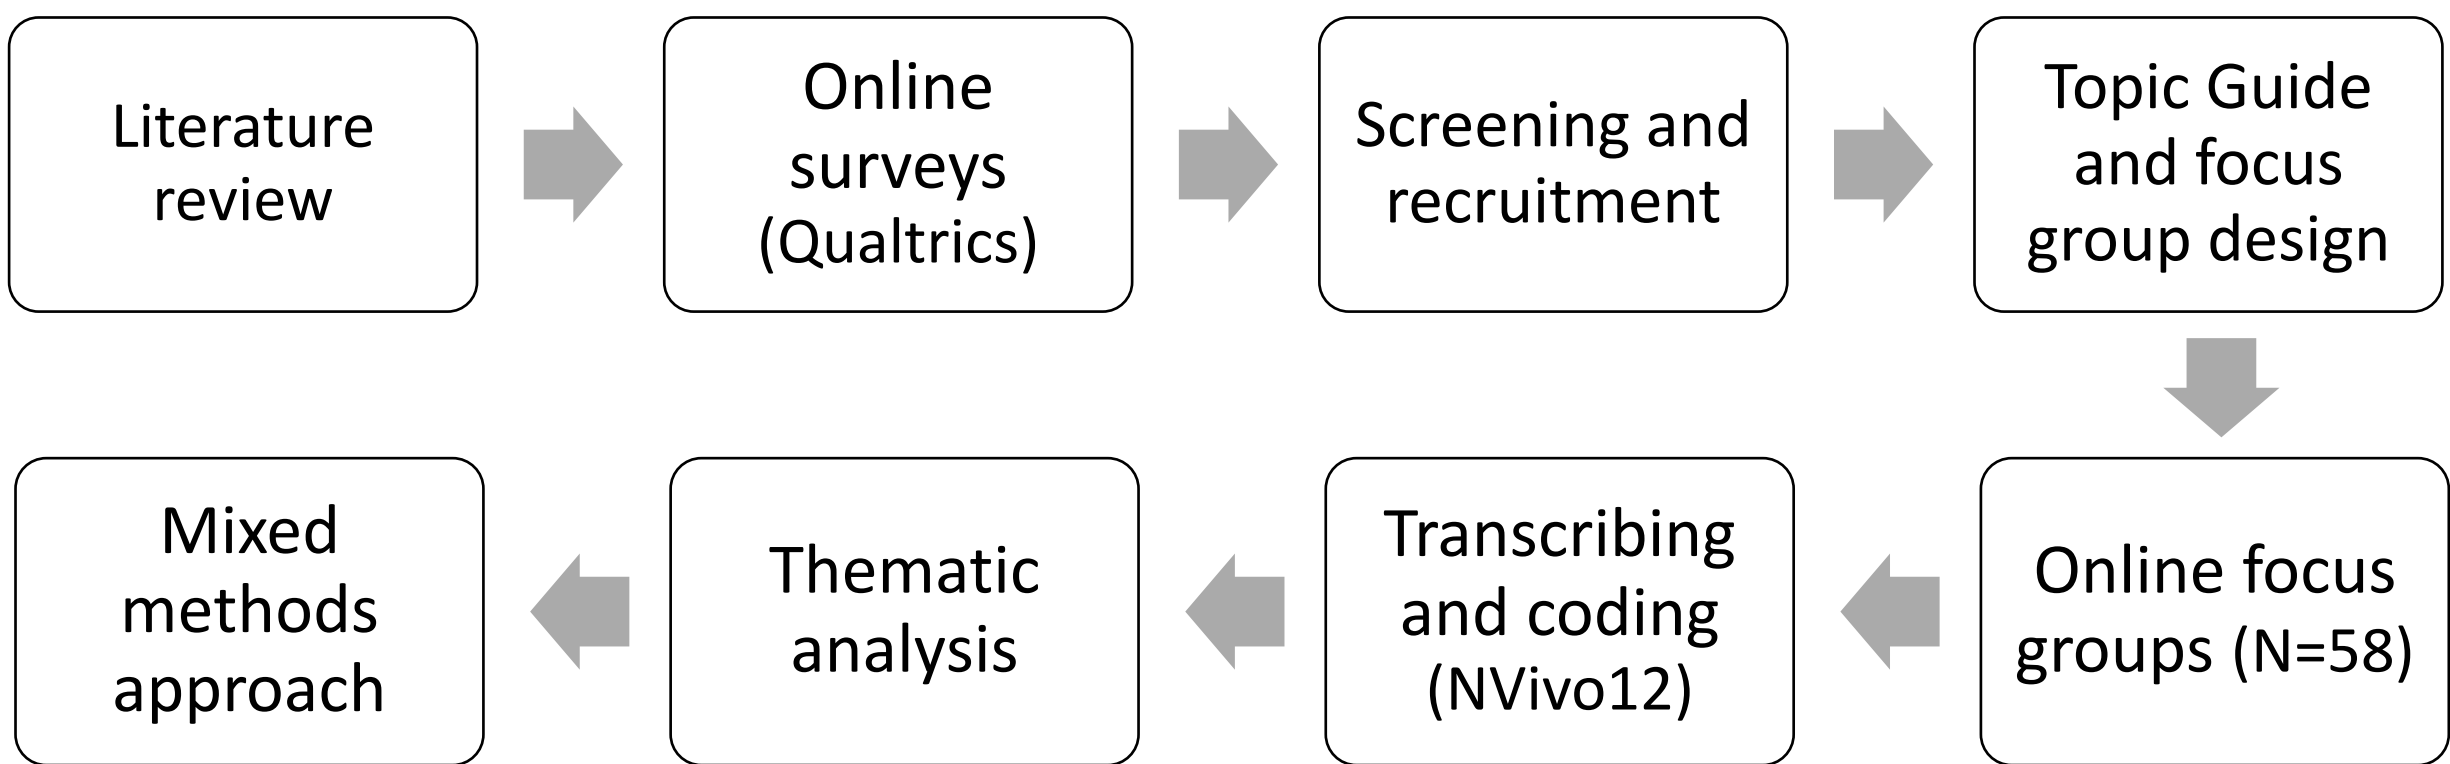 Literature
review
Online
surveys
(Qualtrics)
Screening and
recruitment
Topic Guide
and focus
group design
Online focus
groups (N=58)
Transcribing
and coding
(NVivo12)
Thematic
analysis
Mixed
methods
approach